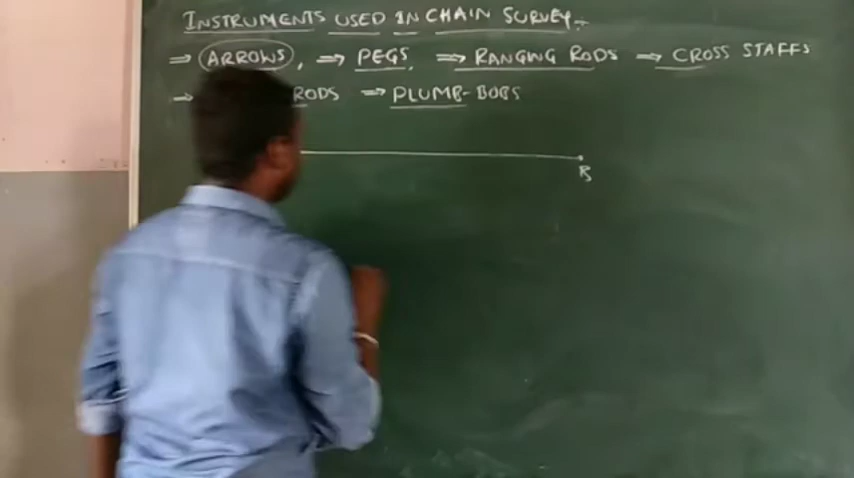 INSTRUMENTS USED IN CHAIN SURVEY:-
⇒ ARROWS, ⇒ PEGS, ⇒ RANGING RODS ⇒ CROSS STAFFS
⇒ RODS ⇒ PLUMB-BOBS
B